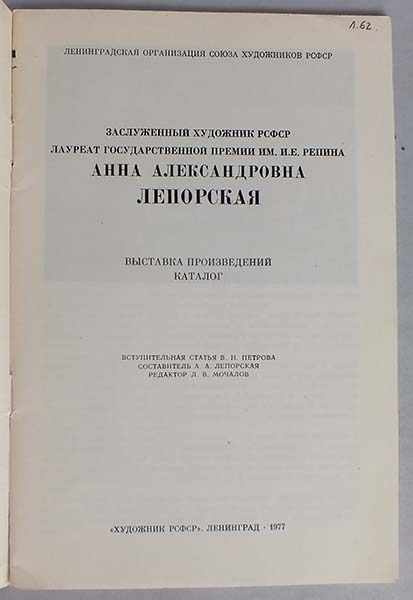 Л.62
ЛЕНИНГРАДСКАЯ ОРГАНИЗАЦИЯ СОЮЗА ХУДОЖНИКОВ РСФСР
ЗАСЛУЖЕННЫЙ ХУДОЖНИК РСФСР
ЛАУРЕАТ ГОСУДАРСТВЕННОЙ ПРЕМИИ ИМ. И.Е. РЕПИНА
АННА АЛЕКСАНДРОВНА
ЛЕПОРСКАЯ
ВЫСТАВКА ПРОИЗВЕДЕНИЙ
КАТАЛОГ
ВСТУПИТЕЛЬНАЯ СТАТЬЯ В. Н. ПЕТРОВА
СОСТАВИТЕЛЬ А. А. ЛЕПОРСКАЯ
РЕДАКТОР Л. В. МОЧАЛОВ
«ХУДОЖНИК РСФСР», ЛЕНИНГРАД · 1977